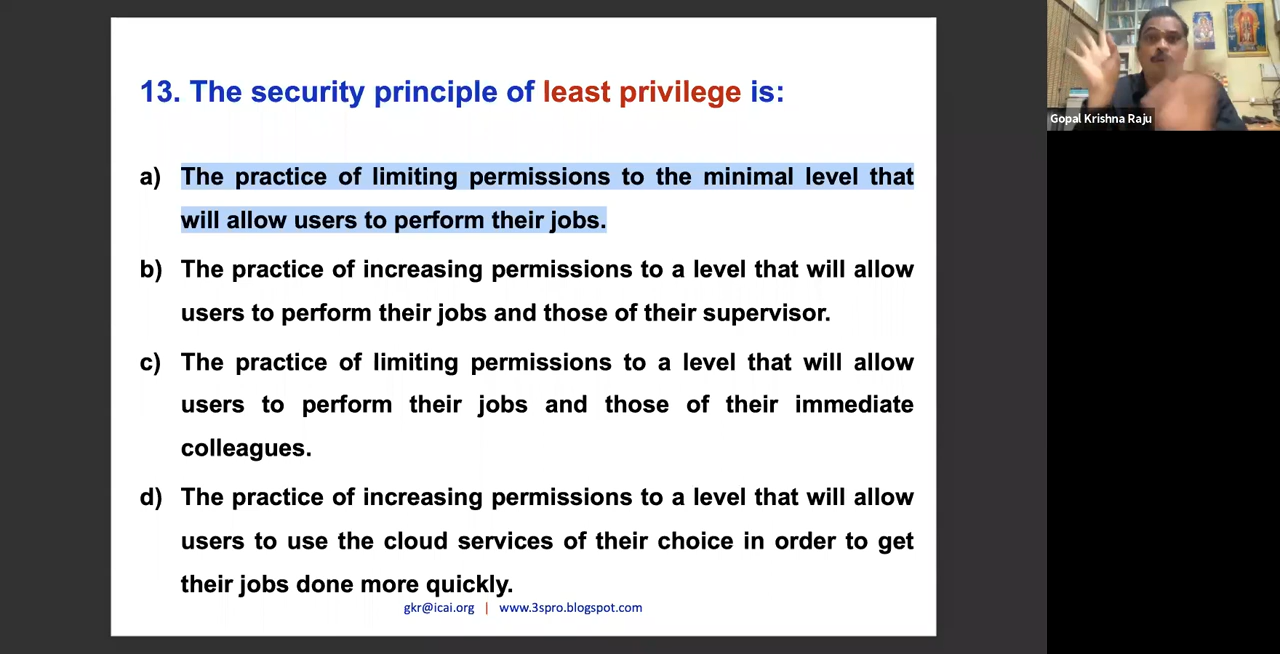 13. The security principle of least privilege is:
a) The practice of limiting permissions to the minimal level that
will allow users to perform their jobs.
b) The practice of increasing permissions to a level that will allow
users to perform their jobs and those of their supervisor.
c) The practice of limiting permissions to a level that will allow
users to perform their jobs and those of their immediate
colleagues.
d) The practice of increasing permissions to a level that will allow
users to use the cloud services of their choice in order to get
their jobs done more quickly.
gkr@icai.org | www.3spro.blogspot.com
Gopal Krishna Raju